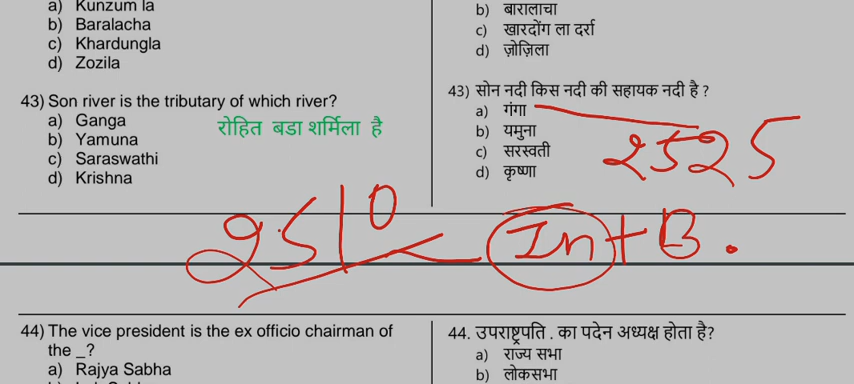 a) Kunzum la
b) Baralacha
c) Khardungla
d) Zozila
43) Son river is the tributary of which river?
a) Ganga
b) Yamuna
c) Saraswathi
d) Krishna
रोहित बडा शर्मिला है
b) बारालाचा
c) खारदोंग ला दर्रा
d) ज़ोज़िला
43) सोन नदी किस नदी की सहायक नदी है ?
a) गंगा
b) यमुना
c) सरस्वती
d) कृष्णा
2525
2510
In+B.
44) The vice president is the ex officio chairman of
the _?
a) Rajya Sabha
44. उपराष्ट्रपति . का पदेन अध्यक्ष होता है?
a) राज्य सभा
b) लोकसभा